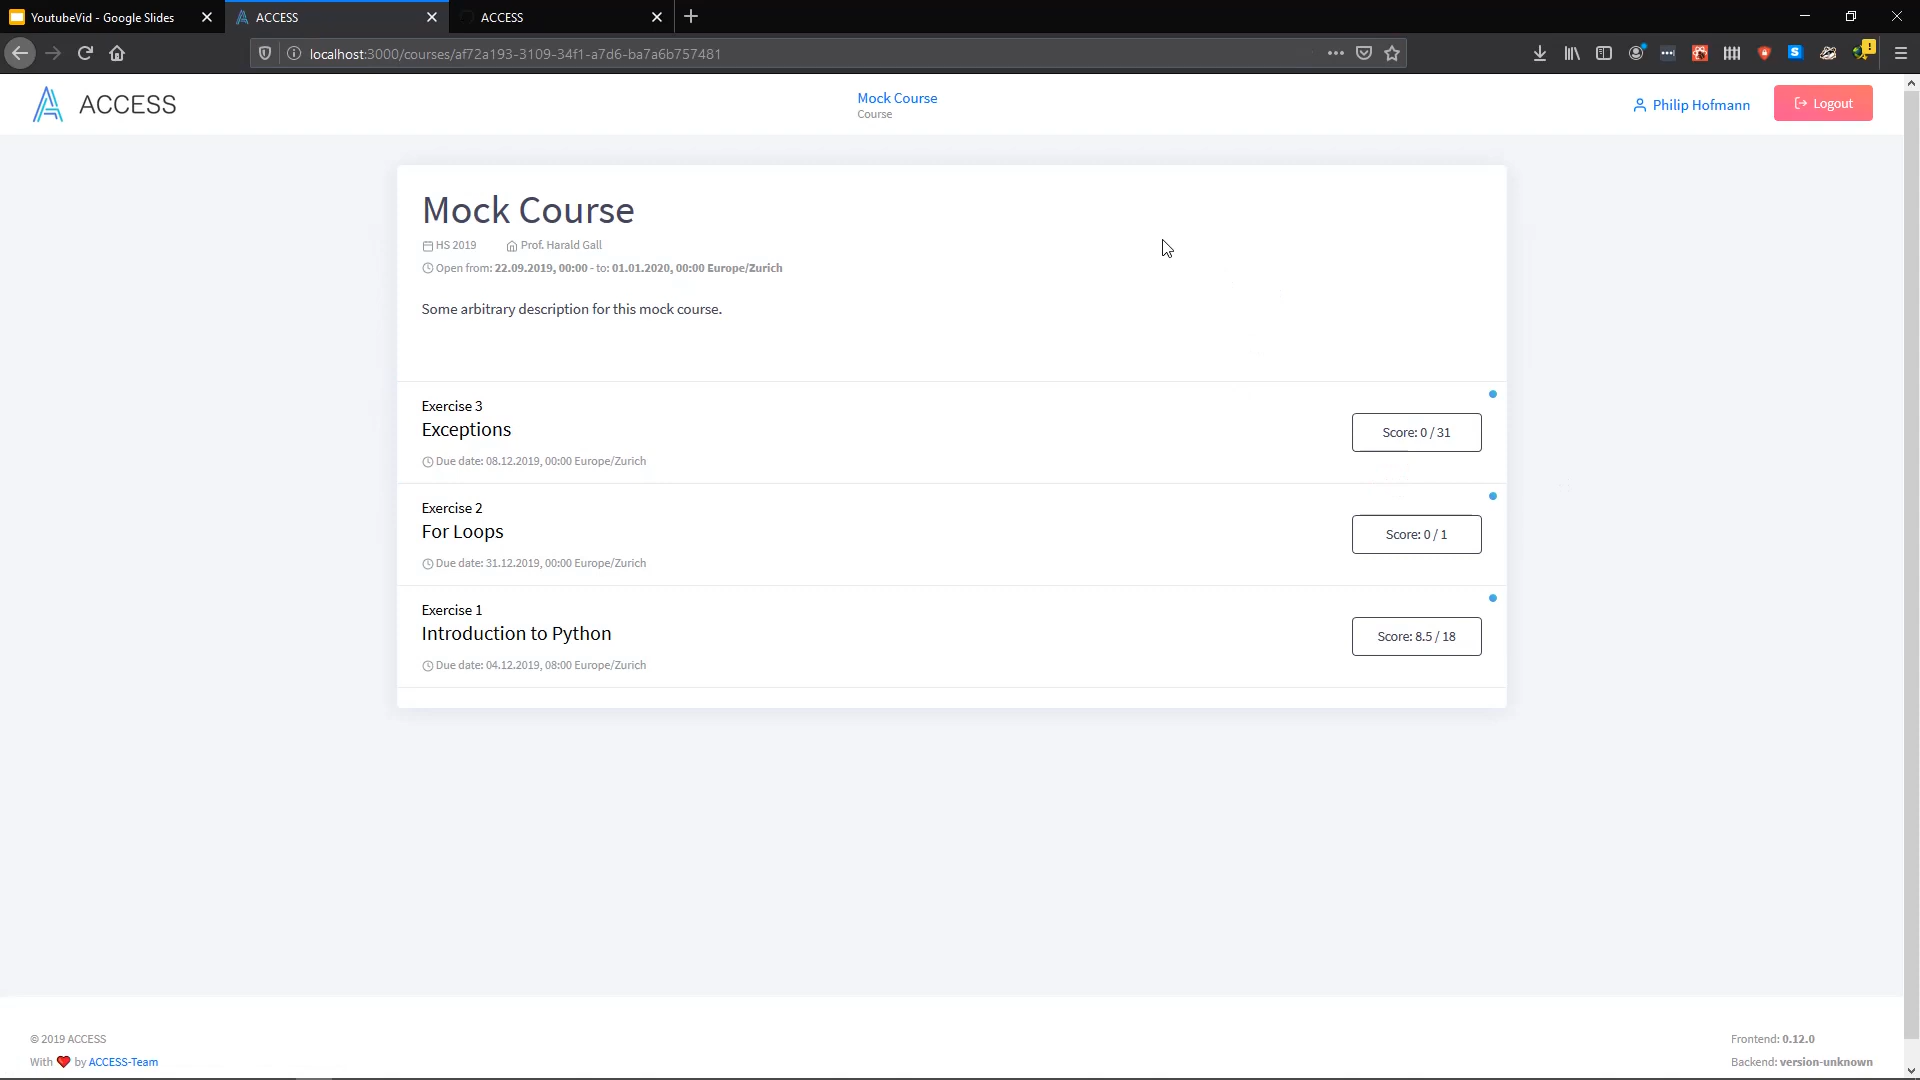 YoutubeVid - Google Slides
ACCESS
ACCESS
localhost:3000/courses/af72a193-3109-34f1-a7d6-ba7a6b757481
ACCESS
Mock Course
Course
Philip Hofmann
Logout
Mock Course
HS 2019 Prof. Harald Gall
Open from: 22.09.2019, 00:00 - to: 01.01.2020, 00:00 Europe/Zurich
Some arbitrary description for this mock course.
Exercise 3
Exceptions
Due date: 08.12.2019, 00:00 Europe/Zurich
Score: 0 / 31
Exercise 2
For Loops
Due date: 31.12.2019, 00:00 Europe/Zurich
Score: 0 / 1
Exercise 1
Introduction to Python
Due date: 04.12.2019, 08:00 Europe/Zurich
Score: 8.5 / 18
© 2019 ACCESS
With ❤ by ACCESS-Team
Frontend: 0.12.0
Backend: version-unknown